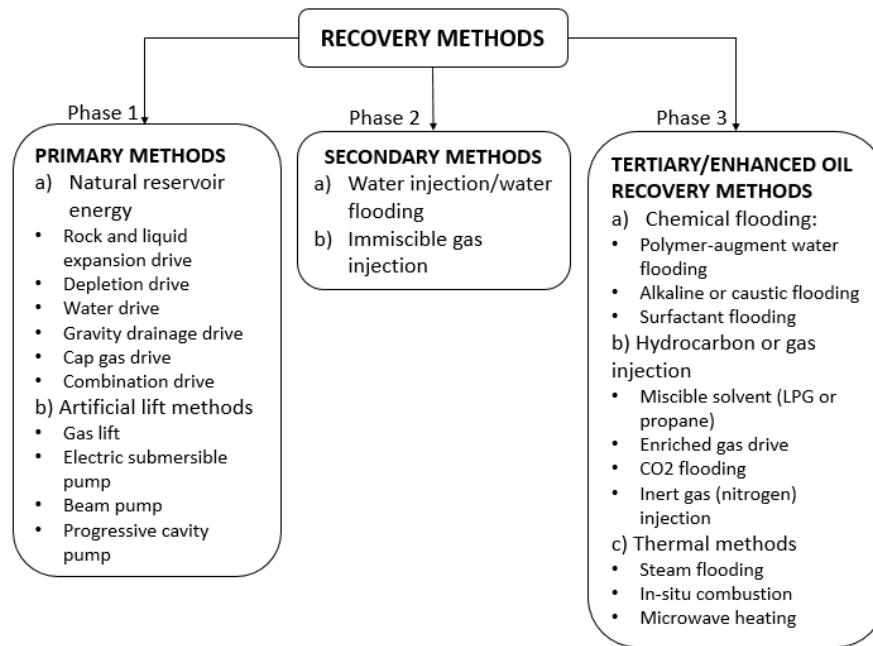 RECOVERY METHODS
Phase 1
PRIMARY METHODS
a) Natural reservoir
energy
• Rock and liquid
expansion drive
• Depletion drive
• Water drive
• Gravity drainage drive
• Cap gas drive
• Combination drive
b) Artificial lift methods
• Gas lift
• Electric submersible
pump
• Beam pump
• Progressive cavity
pump
Phase 2
SECONDARY METHODS
a) Water injection/water
flooding
b) Immiscible gas
injection
Phase 3
TERTIARY/ENHANCED OIL
RECOVERY METHODS
a) Chemical flooding:
• Polymer-augment water
flooding
• Alkaline or caustic flooding
• Surfactant flooding
b) Hydrocarbon or gas
injection
• Miscible solvent (LPG or
propane)
• Enriched gas drive
• CO2 flooding
• Inert gas (nitrogen)
injection
c) Thermal methods
• Steam flooding
• In-situ combustion
• Microwave heating